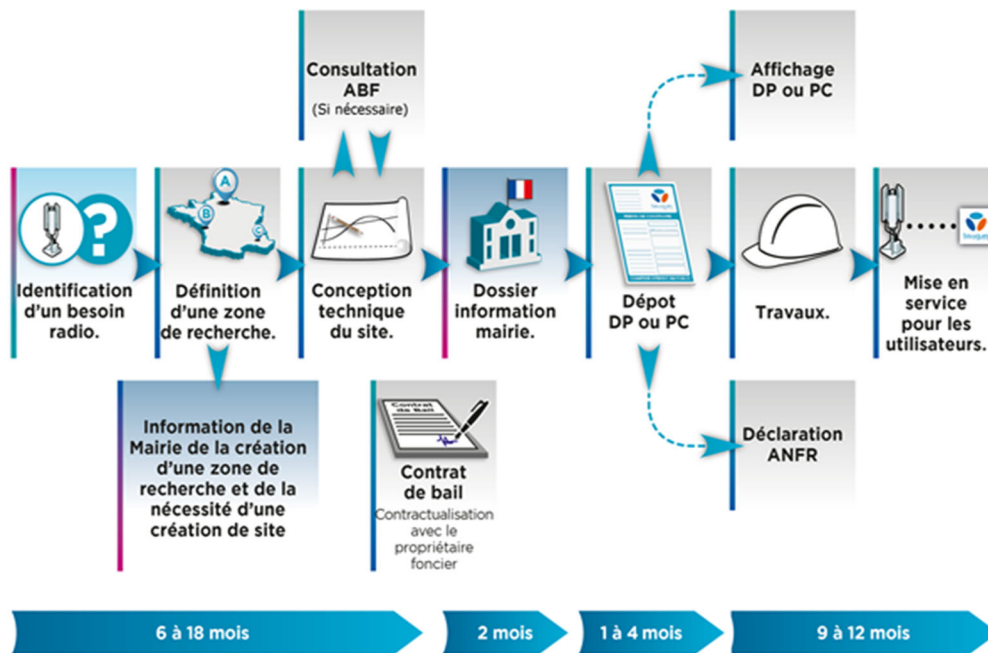 Consultation
ABF
(Si nécessaire)
Affichage
DP ou PC
A
B
C
Identification
d'un besoin
radio.
Définition
d'une zone
de recherche.
Conception
technique
du site.
Dossier
information
mairie.
Dépot
DP ou PC
Travaux.
Mise en
service
pour les
utilisateurs.
Information de la
Mairie de la création
d'une zone de
recherche et de la
nécessité d'une
création de site
Contrat
de Bail
Contrat
de bail
Contractualisation
avec le
propriétaire
foncier
Déclaration
ANFR
6 à 18 mois
2 mois
1 à 4 mois
9 à 12 mois